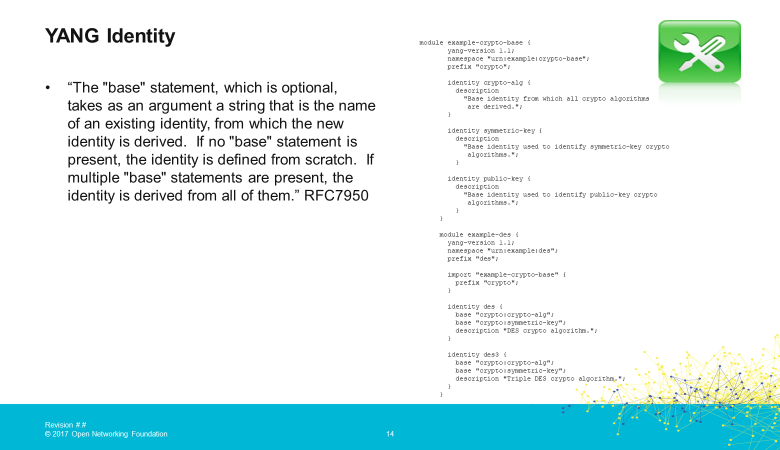 YANG Identity
• “The "base" statement, which is optional,
takes as an argument a string that is the name
of an existing identity, from which the new
identity is derived.  If no "base" statement is
present, the identity is defined from scratch.  If
multiple "base" statements are present, the
identity is derived from all of them.” RFC7950
module example-crypto-base {
yang-version 1.1;
namespace "urn:example:crypto-base";
prefix "crypto";
identity crypto-alg {
description
"Base identity from which all crypto algorithms
are derived.";
}
identity symmetric-key {
description
"Base identity used to identify symmetric-key crypto
algorithms.";
}
identity public-key {
description
"Base identity used to identify public-key crypto
algorithms.";
}
}
module example-des {
yang-version 1.1;
namespace "urn:example:des";
prefix "des";
import "example-crypto-base" {
prefix "crypto";
}
identity des {
base "crypto:crypto-alg";
base "crypto:symmetric-key";
description "DES crypto algorithm.";
}
identity des3 {
base "crypto:crypto-alg";
base "crypto:symmetric-key";
description "Triple DES crypto algorithm.";
}
}
Revision #.#
© 2017 Open Networking Foundation
14